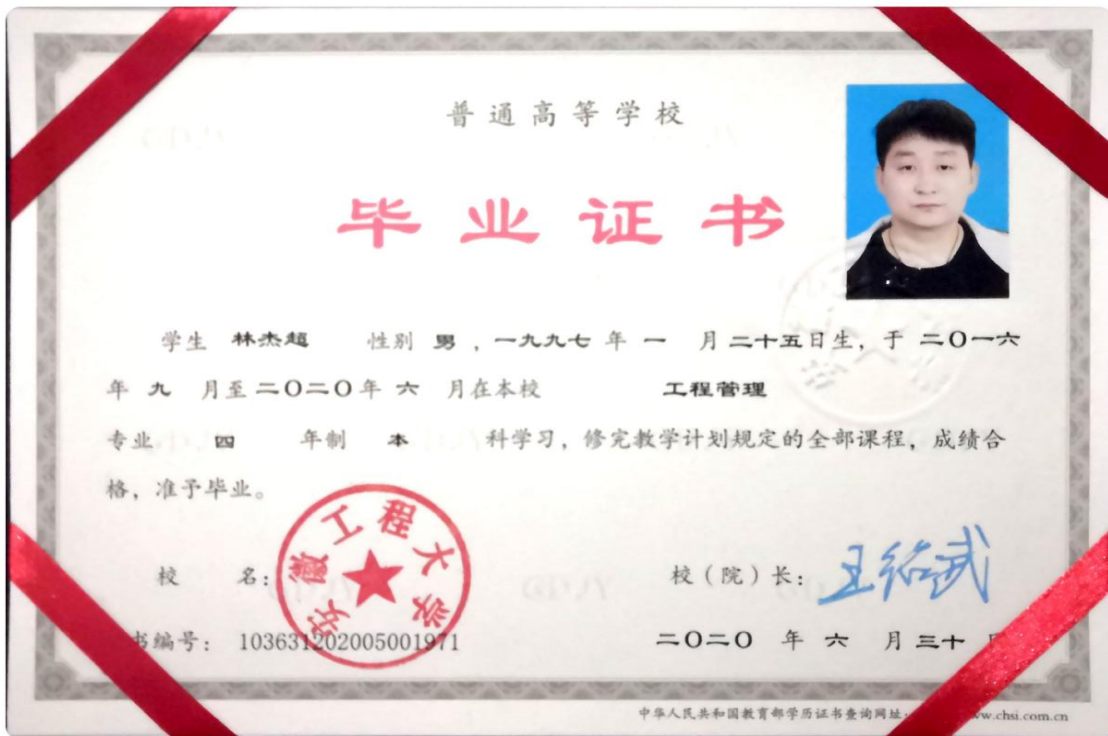 普通高等学校
毕业证书
学生 林杰超 性别 男 ，一九九七 年 一 月 二十五日生，于 二〇一六
年 九 月至 二〇二〇年 六 月在本校 工程管理
专业 四 年制 本 科学习，修完教学计划规定的全部课程，成绩合
格，准予毕业。
校 名： 安徽工程大学
校（院）长： 王绍武
书编号： 103631202005001971
二〇二〇 年 六 月 三十
中华人民共和国教育部学历证书查询网址： ww.chsi.com.cn